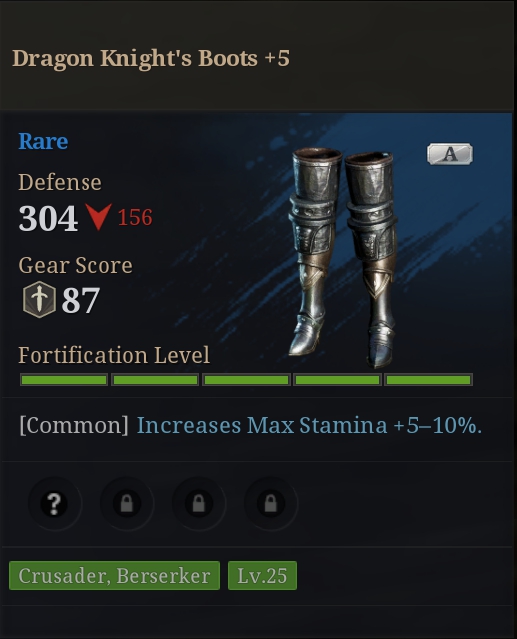 Dragon Knight's Boots +5
Rare
A
Defense
304 156
Gear Score
87
Fortification Level
[Common] Increases Max Stamina +5–10%.
?
Crusader, Berserker Lv.25